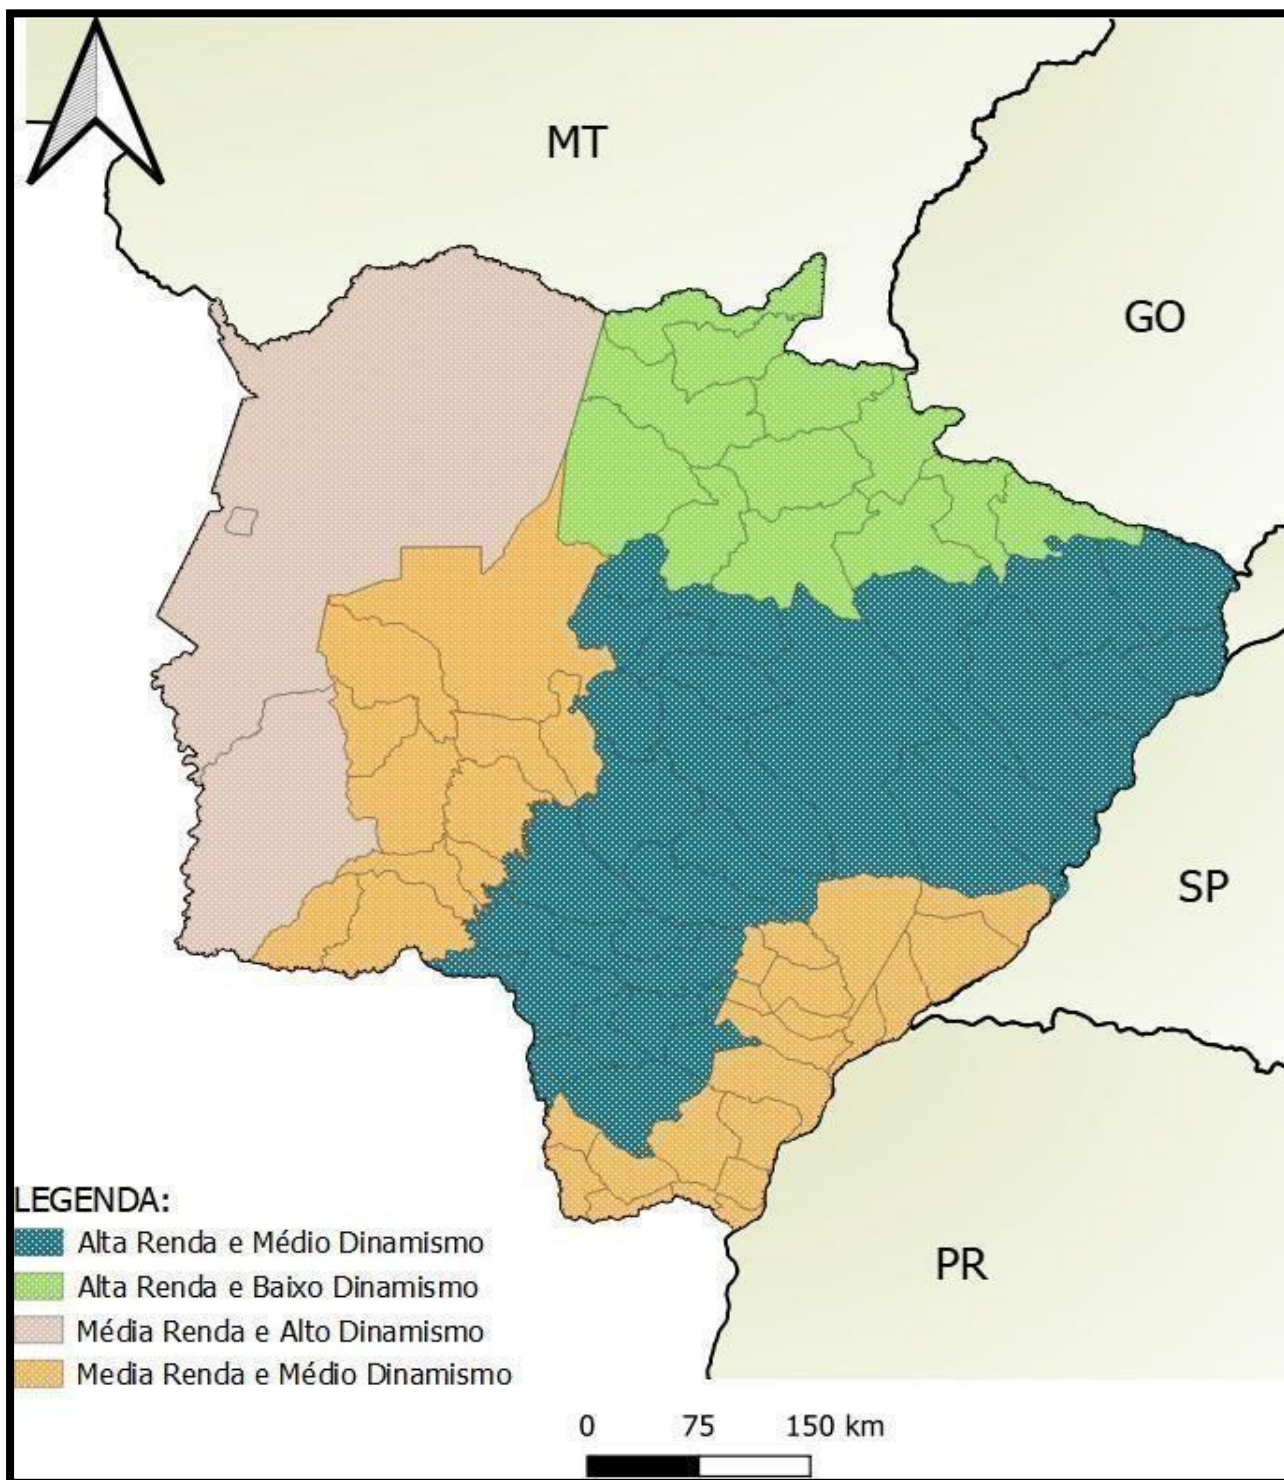 MT
GO
SP
PR
LEGENDA:
Alta Renda e Médio Dinamismo
Alta Renda e Baixo Dinamismo
Média Renda e Alto Dinamismo
Media Renda e Médio Dinamismo
0 75 150 km